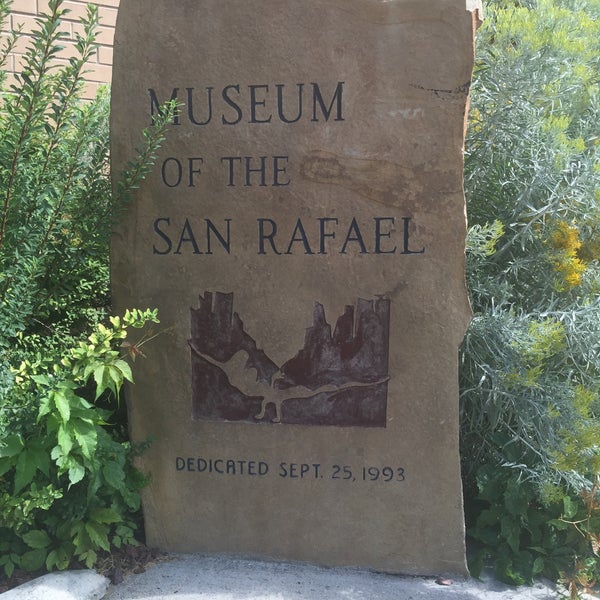 MUSEUM
OF THE
SAN RAFAEL
DEDICATED SEPT. 25, 1993